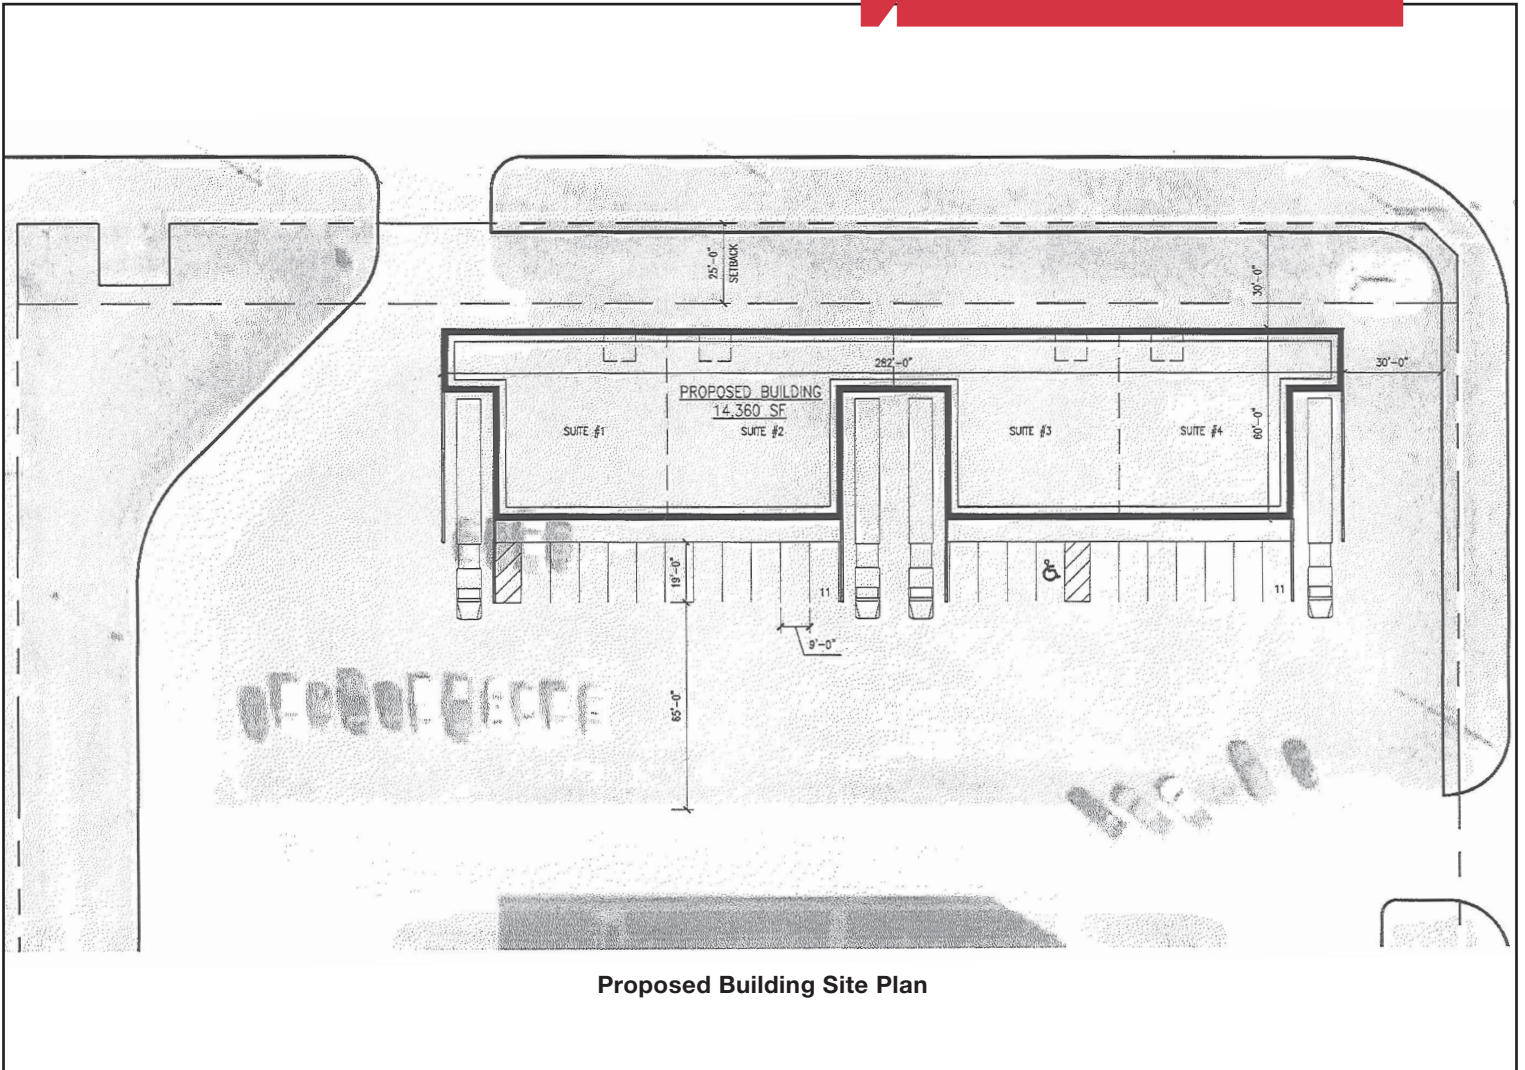 25'-0"
SETBACK
30'-0"
282'-0"
30'-0"
PROPOSED BUILDING
14,360 SF
SUITE #1
SUITE #2
SUITE #3
SUITE #4
60'-0"
19'-0"
11
11
9'-0"
65'-0"
Proposed Building Site Plan